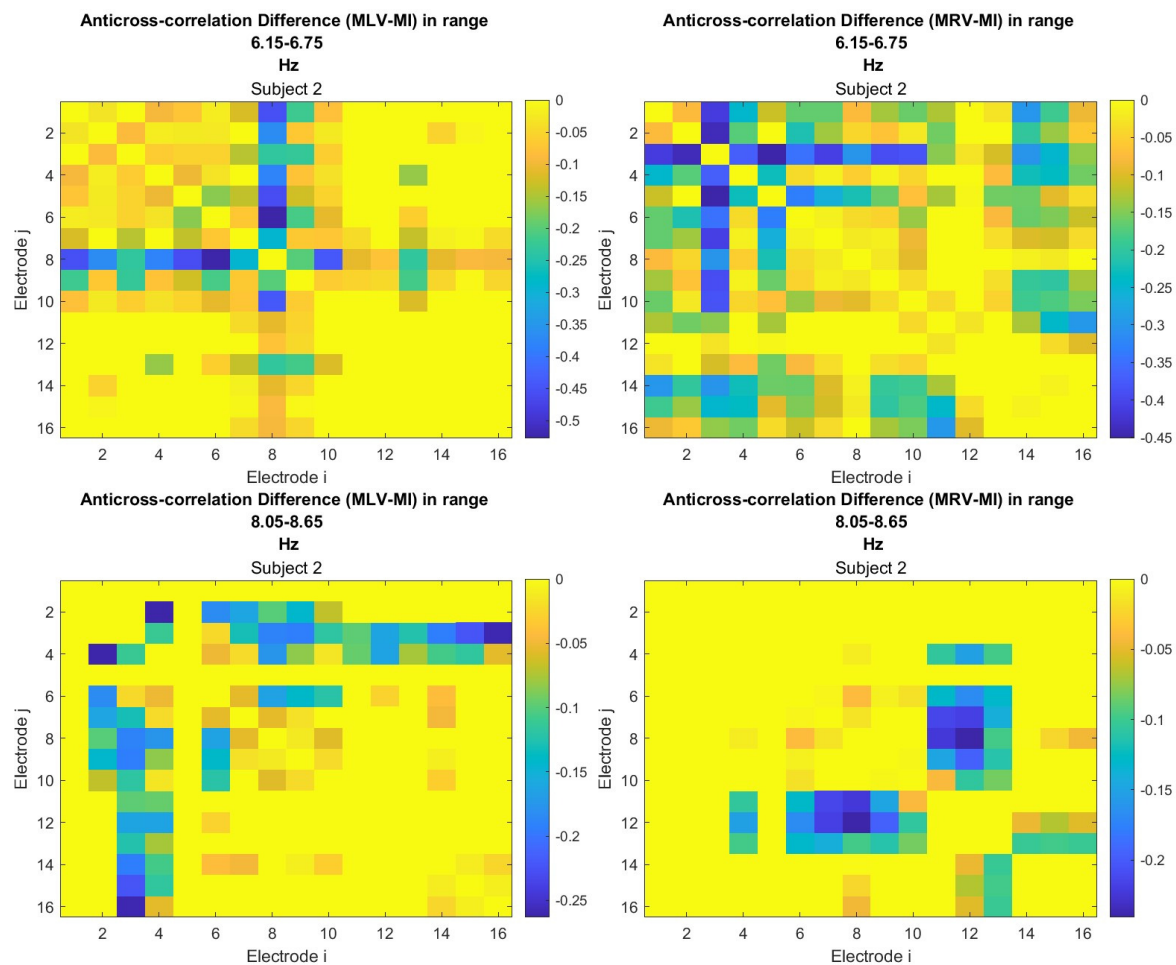 Anticross-correlation Difference (MLV-MI) in range
6.15-6.75
Hz
Subject 2
Electrode j
2
4
6
8
10
12
14
16
2 4 6 8 10 12 14 16
Electrode i
0
-0.05
-0.1
-0.15
-0.2
-0.25
-0.3
-0.35
-0.4
-0.45
-0.5
Anticross-correlation Difference (MRV-MI) in range
6.15-6.75
Hz
Subject 2
Electrode j
2
4
6
8
10
12
14
16
2 4 6 8 10 12 14 16
Electrode i
0
-0.05
-0.1
-0.15
-0.2
-0.25
-0.3
-0.35
-0.4
-0.45
Anticross-correlation Difference (MLV-MI) in range
8.05-8.65
Hz
Subject 2
Electrode j
2
4
6
8
10
12
14
16
2 4 6 8 10 12 14 16
Electrode i
0
-0.05
-0.1
-0.15
-0.2
-0.25
Anticross-correlation Difference (MRV-MI) in range
8.05-8.65
Hz
Subject 2
Electrode j
2
4
6
8
10
12
14
16
2 4 6 8 10 12 14 16
Electrode i
0
-0.05
-0.1
-0.15
-0.2